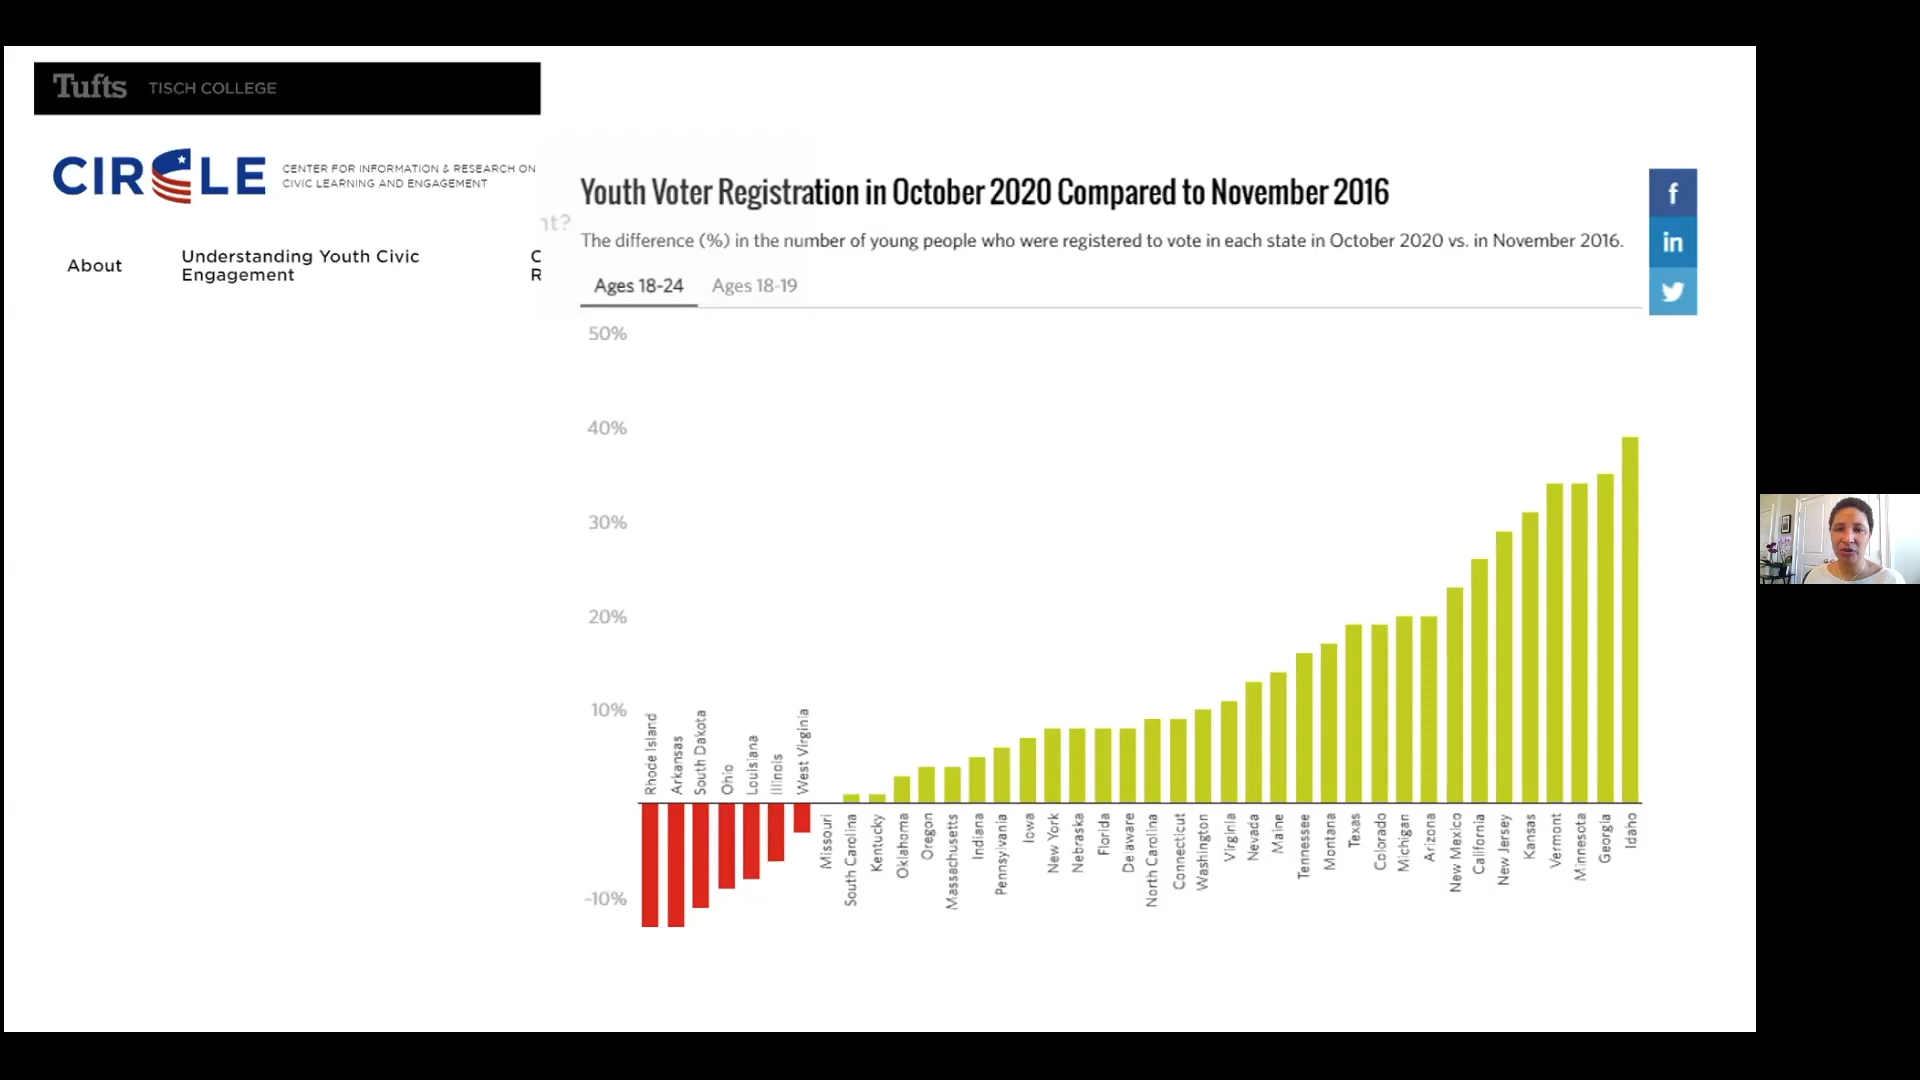 Tufts TISCH COLLEGE
CIRCLE CENTER FOR INFORMATION & RESEARCH ON
CIVIC LEARNING AND ENGAGEMENT
About
Understanding Youth Civic
Engagement
C
R
nt?
Youth Voter Registration in October 2020 Compared to November 2016
The difference (%) in the number of young people who were registered to vote in each state in October 2020 vs. in November 2016.
Ages 18-24 Ages 18-19
f
in
50%
40%
30%
20%
10%
-10%
Rhode Island
Arkansas
South Dakota
Ohio
Louisiana
Illinois
West Virginia
Missouri
South Carolina
Kentucky
Oklahoma
Oregon
Massachusetts
Indiana
Pennsylvania
Iowa
New York
Nebraska
Florida
Delaware
North Carolina
Connecticut
Washington
Virginia
Nevada
Maine
Tennessee
Montana
Texas
Colorado
Michigan
Arizona
New Mexico
California
New Jersey
Kansas
Vermont
Minnesota
Georgia
Idaho